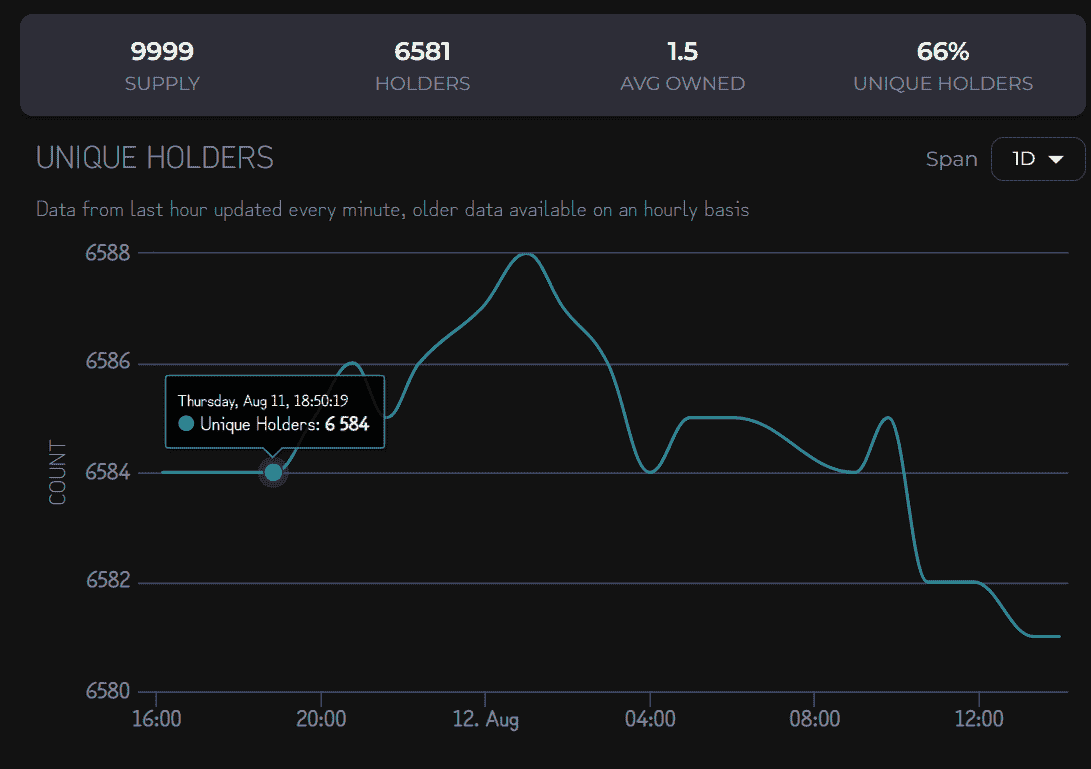 9999 6581 1.5 66%
SUPPLY HOLDERS AVG OWNED UNIQUE HOLDERS
UNIQUE HOLDERS Span 1D
Data from last hour updated every minute, older data available on an hourly basis
6588
6586
Thursday, Aug 11, 18:50:19
Unique Holders: 6 584
COUNT
6584
6582
6580
16:00 20:00 12. Aug 04:00 08:00 12:00